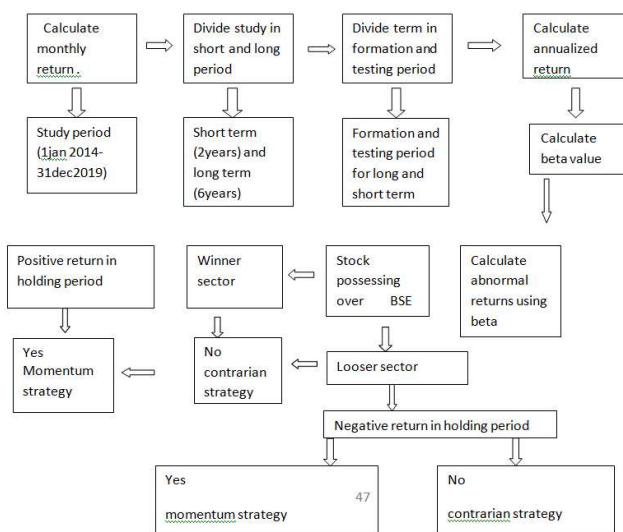 Calculate
monthly
return .
Divide study in
short and long
period
Divide term in
formation and
testing period
Calculate
annualized
return
Study period
(1jan 2014-
31dec2019)
Short term
(2years) and
long term
(6years)
Formation and
testing period
for long and
short term
Calculate
beta value
Positive return in
holding period
Winner
sector
Stock
possessing
over BSE
Calculate
abnormal
returns using
beta
Yes
Momentum
strategy
No
contrarian
strategy
Looser sector
Negative return in holding period
Yes
47
momentum strategy
No
contrarian strategy